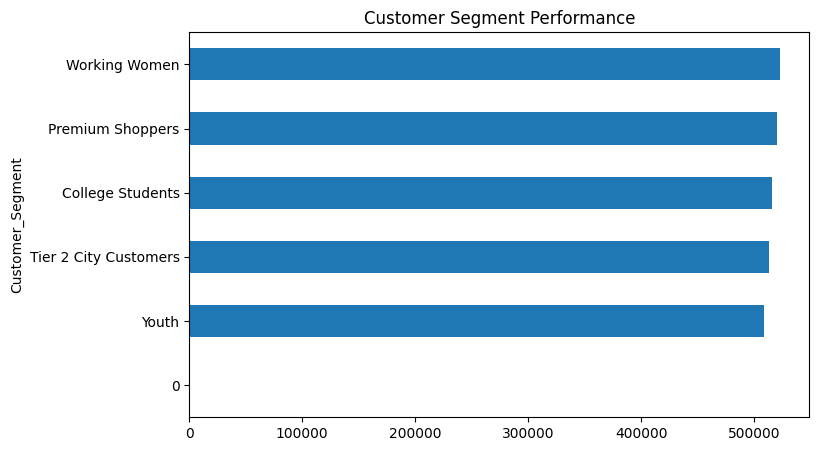 Customer Segment Performance
Customer_Segment
Working Women
Premium Shoppers
College Students
Tier 2 City Customers
Youth
0
0 100000 200000 300000 400000 500000